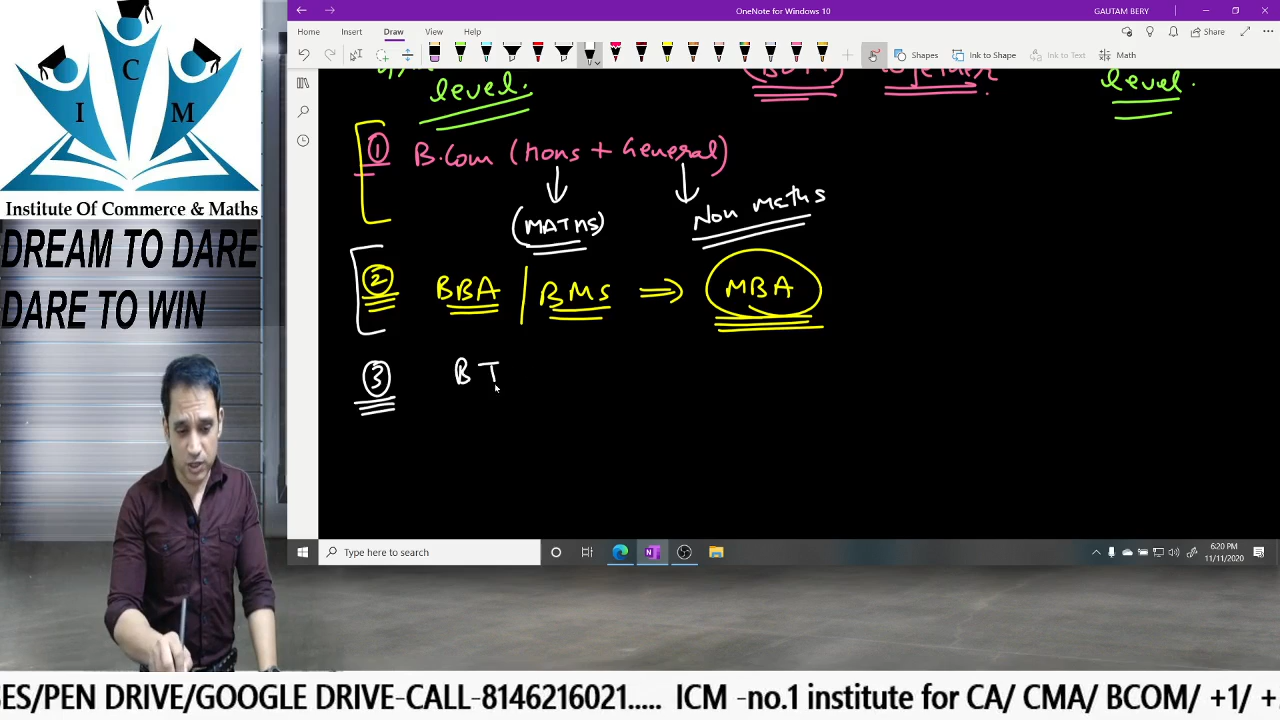 C
I
M
Institute Of Commerce & Maths
DREAM TO DARE
DARE TO WIN
OneNote for Windows 10
GAUTAM BERY
Home Insert Draw View Help
Shapes Ink to Shape Ink to Text Math
Share
level.
level.
① B.Com (Hons + General)
(MATHS) Non maths
② BBA | BMS ⇒ MBA
③ B T
Type here to search
6:20 PM
11/11/2020
SES/PEN DRIVE/GOOGLE DRIVE-CALL-8146216021..... ICM -no.1 institute for CA/ CMA/ BCOM/ +1/ +